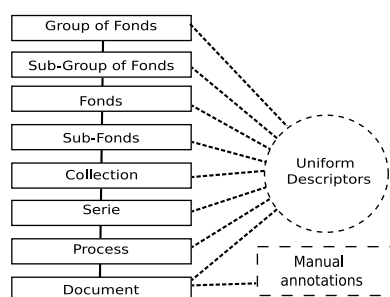 Group of Fonds
Sub-Group of Fonds
Fonds
Sub-Fonds
Collection
Serie
Process
Document
Uniform
Descriptors
Manual
annotations